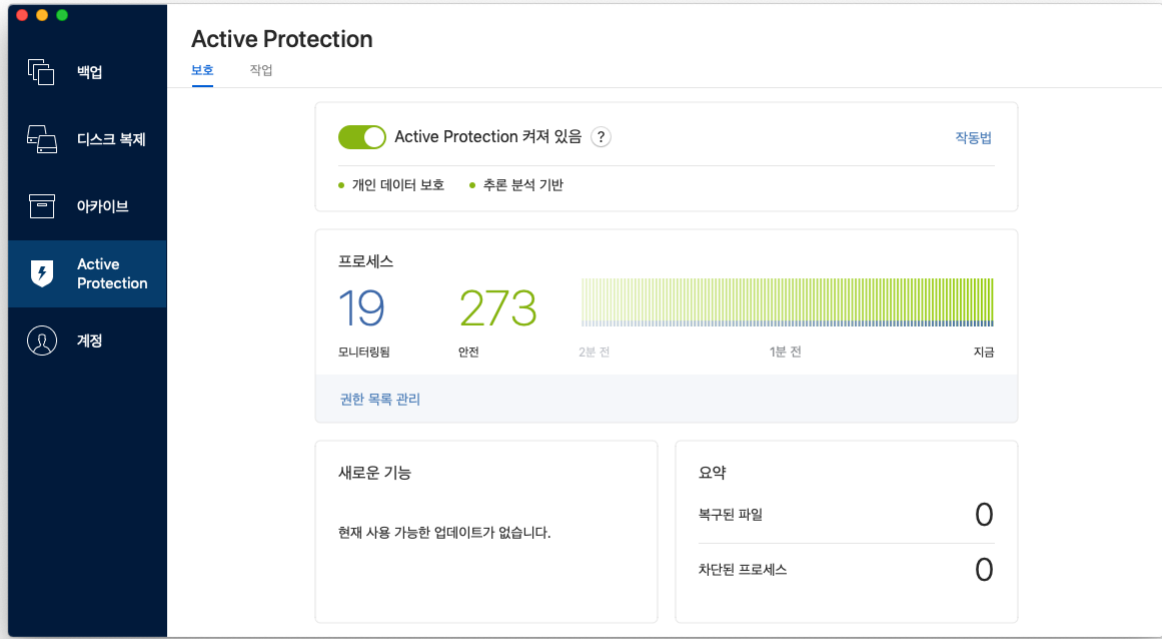 Active Protection
보호
작업
백업
디스크 복제
아카이브
Active
Protection
계정
Active Protection 켜져 있음 ?
작동법
개인 데이터 보호
추론 분석 기반
프로세스
19
273
모니터링됨
안전
2분 전
1분 전
지금
권한 목록 관리
새로운 기능
현재 사용 가능한 업데이트가 없습니다.
요약
복구된 파일
0
차단된 프로세스
0